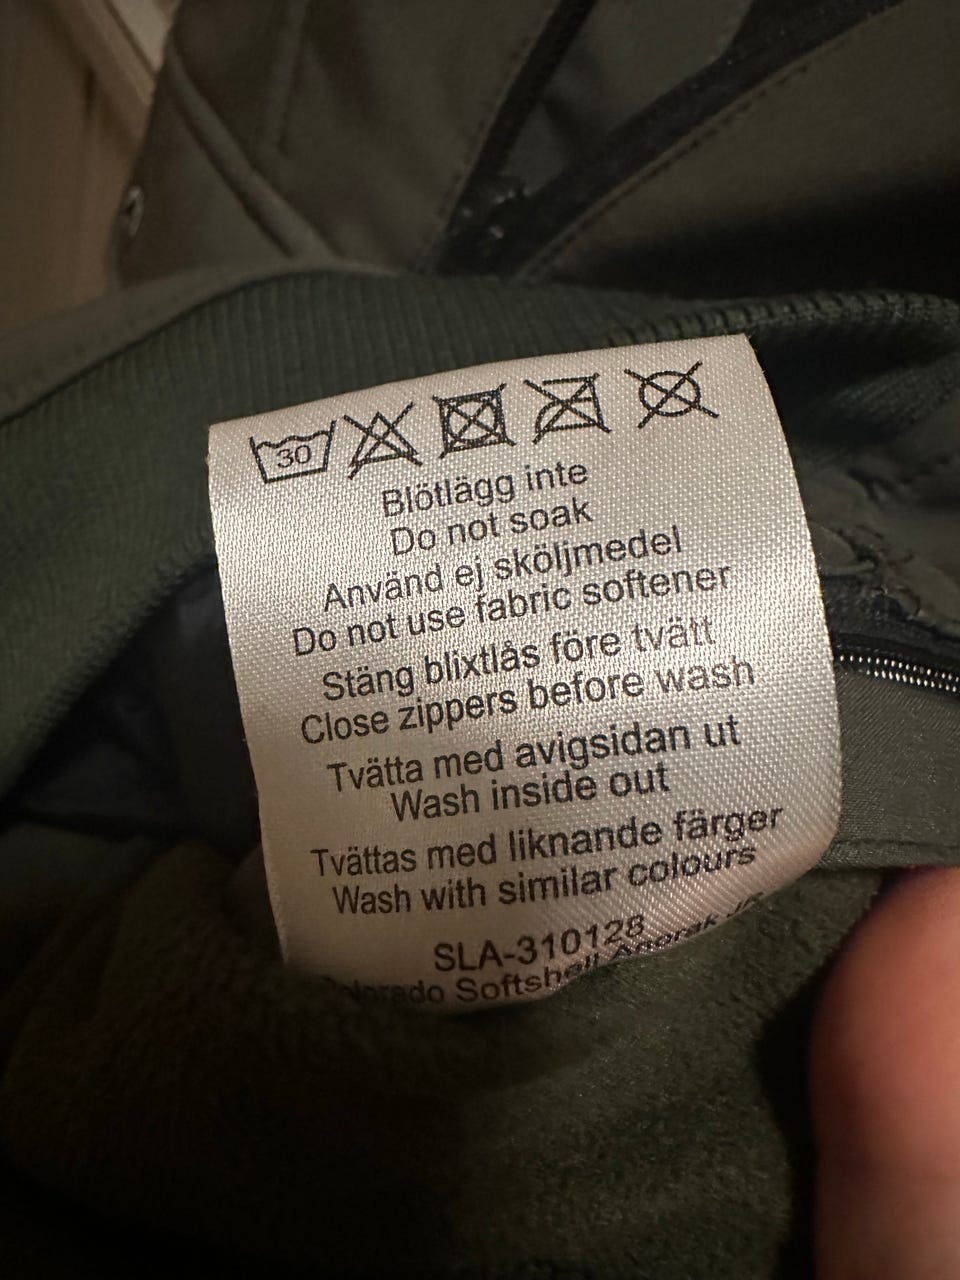 30
Blötlägg inte
Do not soak
Använd ej sköljmedel
Do not use fabric softener
Stäng blixtlås före tvätt
Close zippers before wash
Tvätta med avigsidan ut
Wash inside out
Tvättas med liknande färger
Wash with similar colours
SLA-310128
Softshell Anorak